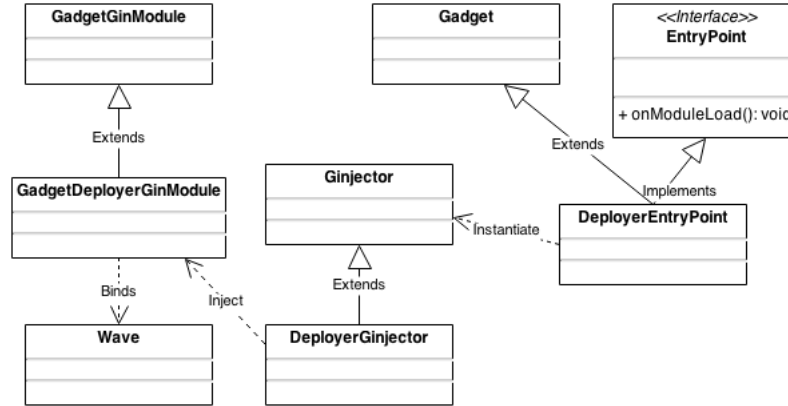 GadgetGinModule
Gadget
<<Interface>>
EntryPoint
+ onModuleLoad(): void
Extends
Extends
Implements
GadgetDeployerGinModule
Ginjector
DeployerEntryPoint
Instantiate
Binds
Inject
Extends
Wave
DeployerGinjector